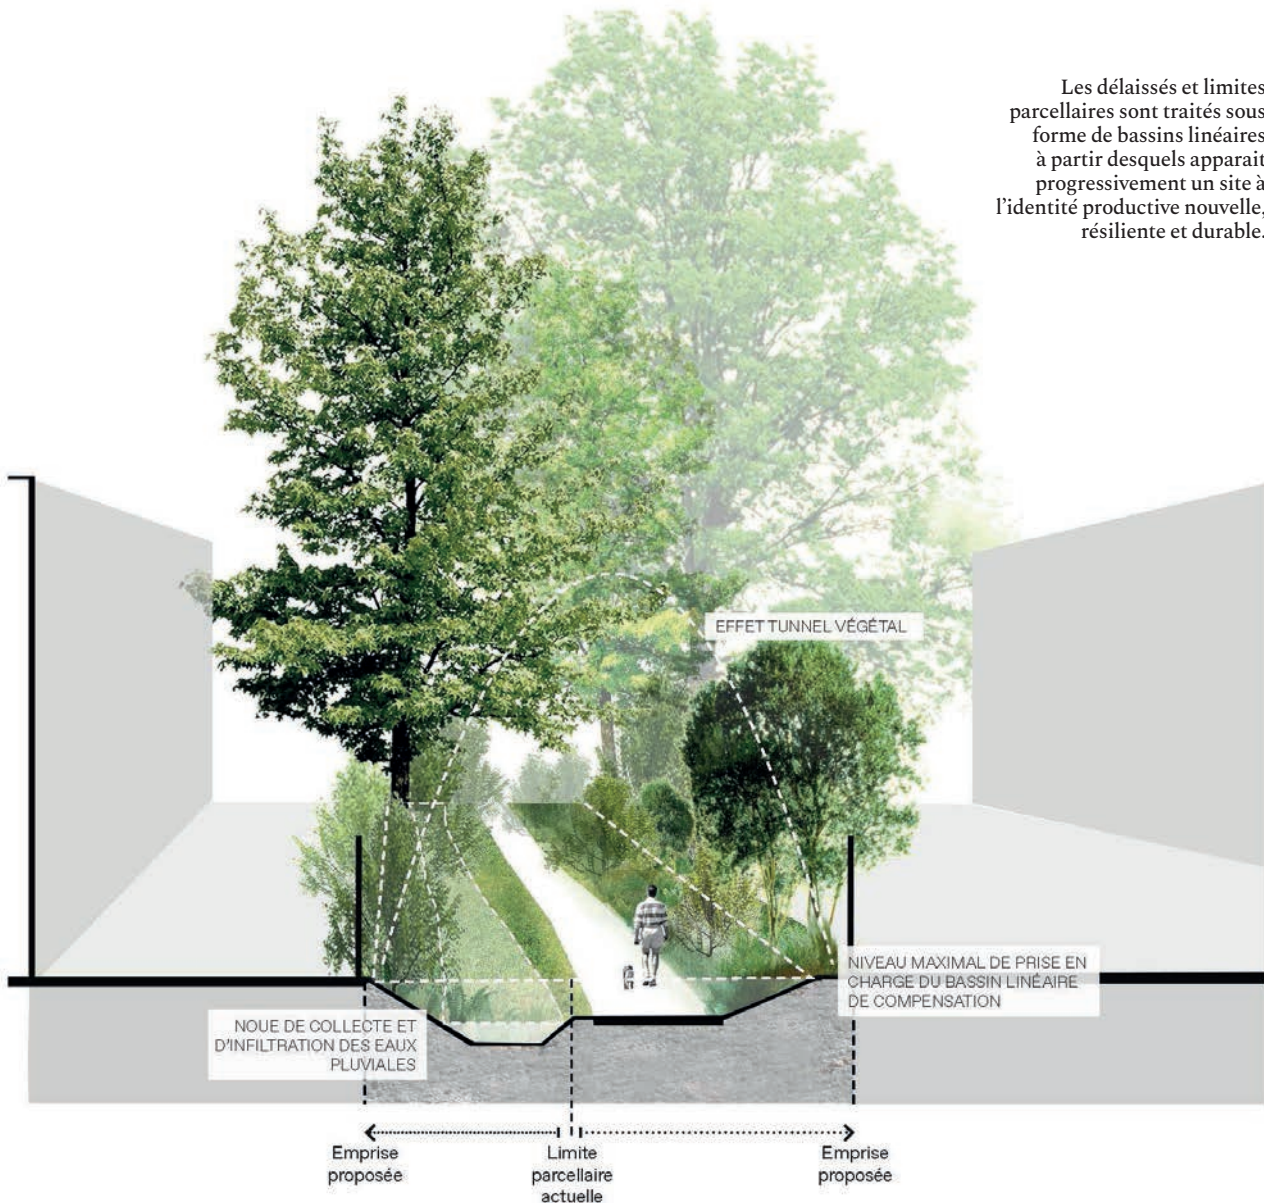 Les délaissés et limites
parcellaires sont traités sous
forme de bassins linéaires
à partir desquels apparait
progressivement un site à
l'identité productive nouvelle,
résiliente et durable.
EFFET TUNNEL VÉGÉTAL
NIVEAU MAXIMAL DE PRISE EN
CHARGE DU BASSIN LINÉAIRE
DE COMPENSATION
NOUE DE COLLECTE ET
D'INFILTRATION DES EAUX
PLUVIALES
Emprise
proposée
Limite
parcellaire
actuelle
Emprise
proposée